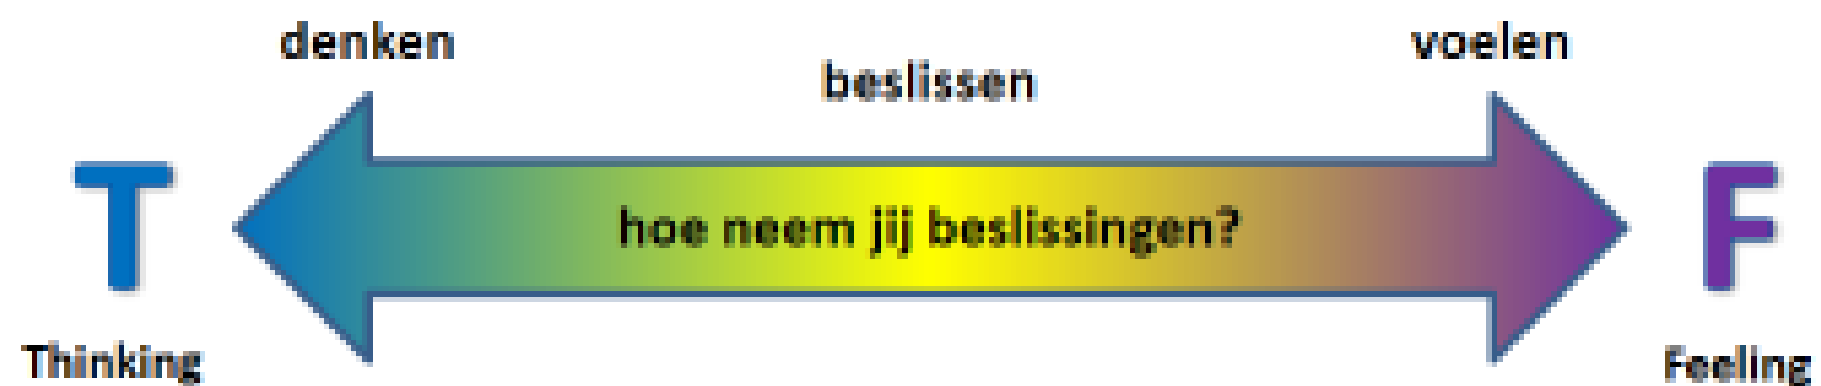 denken
voelen
beslissen
T
hoe neem jij beslissingen?
F
Thinking
Feeling